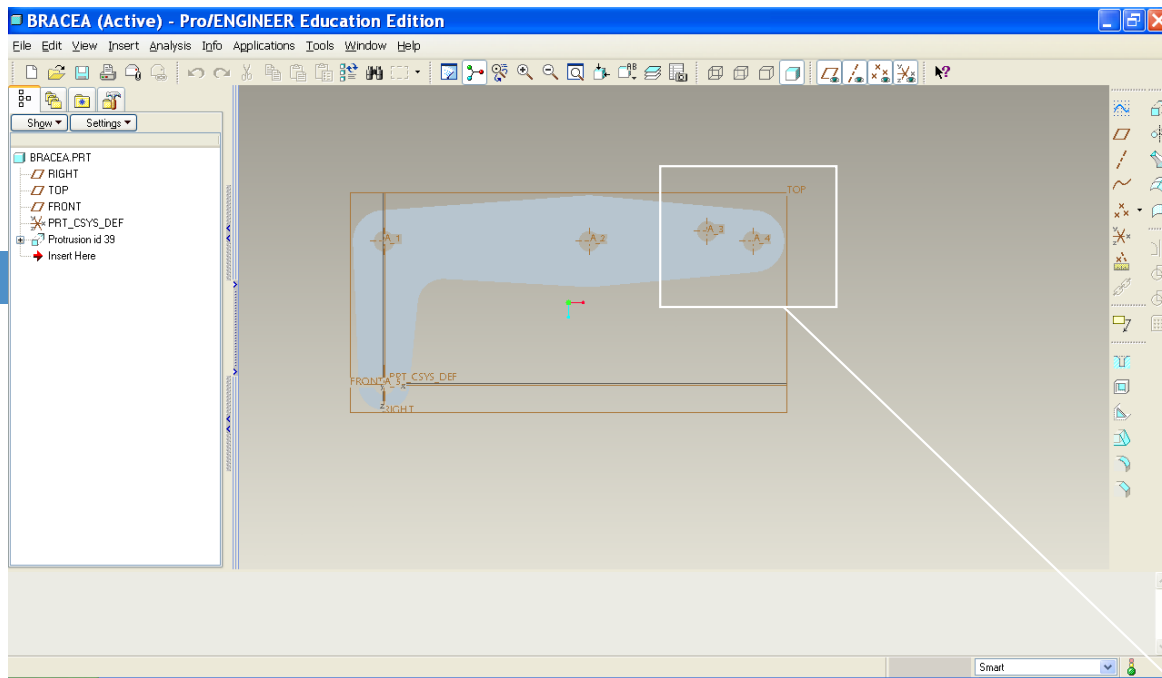 BRACEA (Active) - Pro/ENGINEER Education Edition
File Edit View Insert Analysis Info Applications Tools Window Help
Show Settings
BRACEA.PRT
RIGHT
TOP
FRONT
PRT_CSYS_DEF
Protrusion id 39
Insert Here
TOP
A_1
A_2
A_3
A_4
PRT_CSYS_DEF
FRONT A_5 x
z
RIGHT
Smart